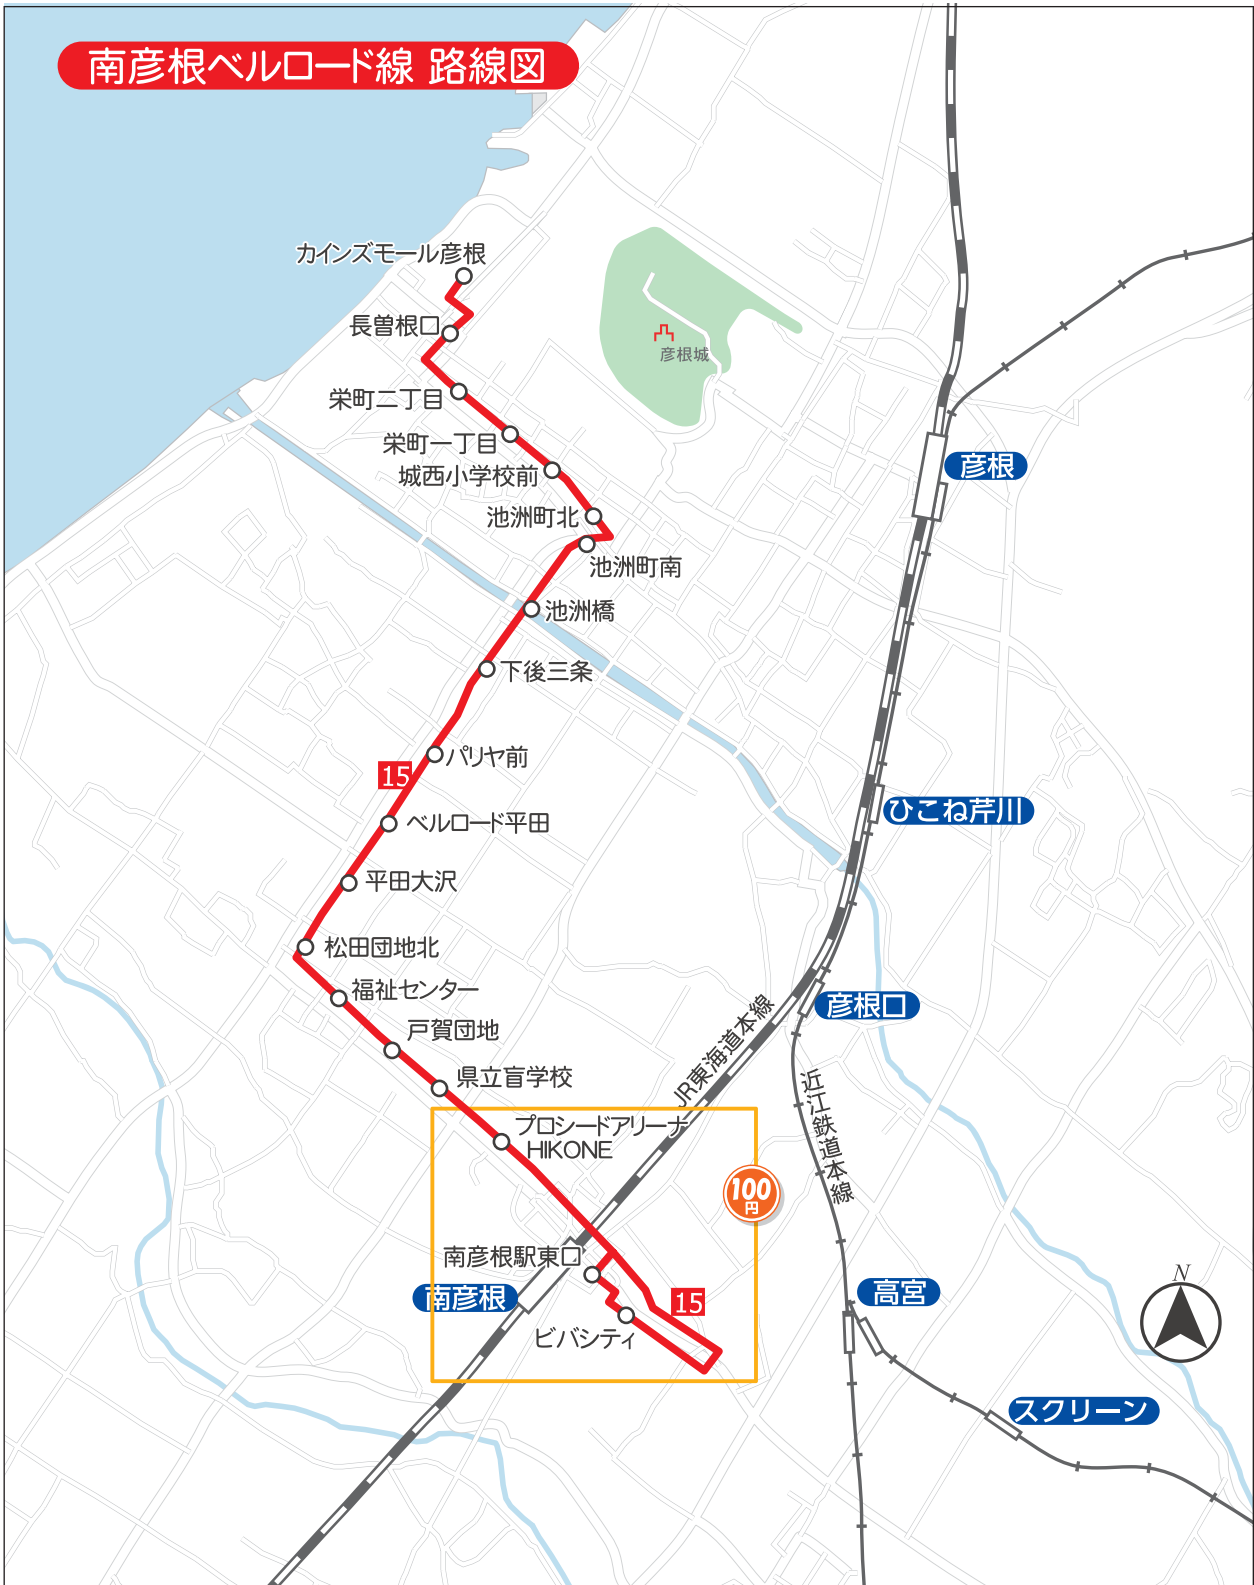 南彦根ベルロード線 路線図
カインズモール彦根
長曽根口
彦根城
栄町二丁目
栄町一丁目
城西小学校前
彦根
池洲町北
池洲町南
池洲橋
下後三条
パリヤ前
15
ひこね芹川
ベルロード平田
平田大沢
松田団地北
福祉センター
彦根口
戸賀団地
JR東海道本線
県立盲学校
近江鉄道本線
プロシードアリーナ
HIKONE
100
円
南彦根駅東口
南彦根
15
高宮
N
ビバシティ
スクリーン